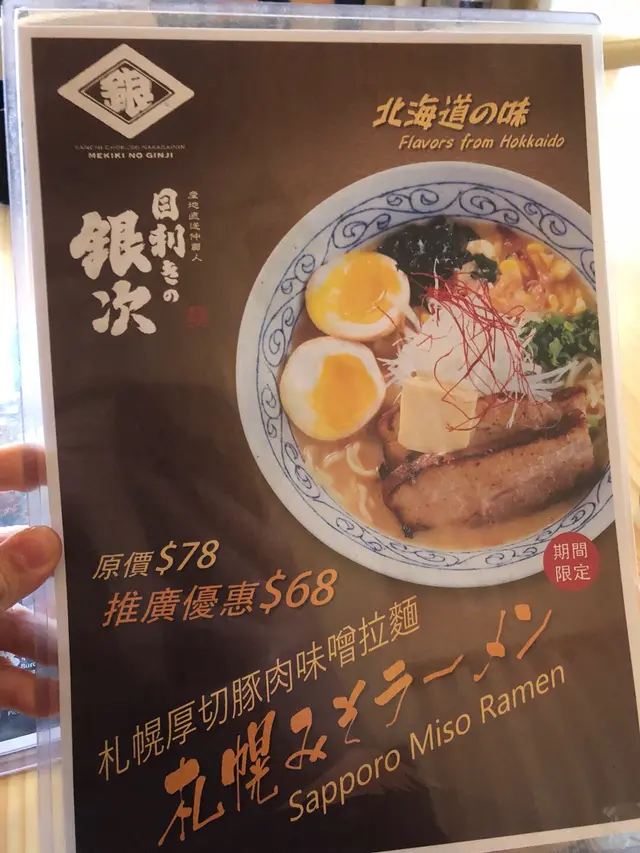 銀
SANCHI CHOKUSO NAKAGAININ
MEKIKI NO GINJI
産地直送仲買人
目利きの
銀次
北海道の味
Flavors from Hokkaido
期間
限定
原價$78
推廣優惠$68
札幌厚切豚肉味噌拉麵
札幌みそラーメン
Sapporo Miso Ramen